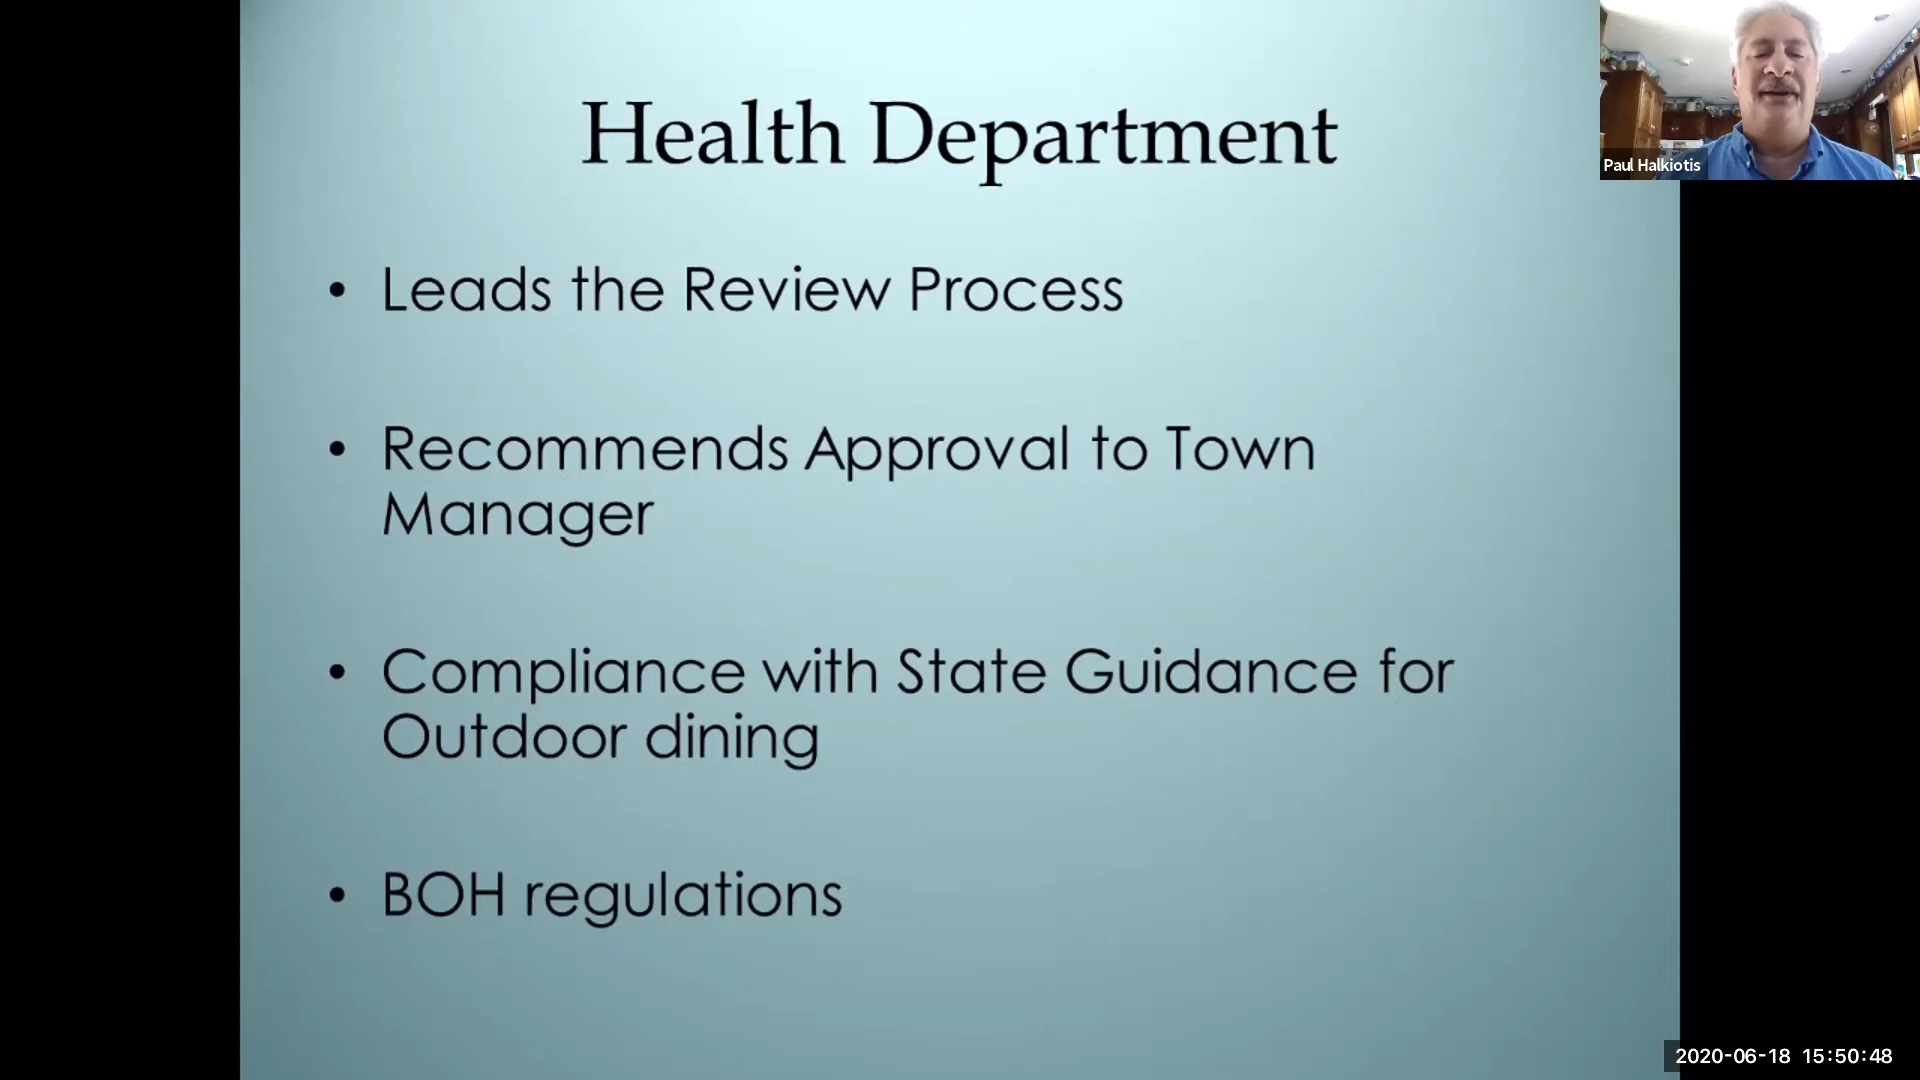 Health Department
• Leads the Review Process
• Recommends Approval to Town
Manager
• Compliance with State Guidance for
Outdoor dining
• BOH regulations
Paul Halkiotis
2020-06-18 15:50:48